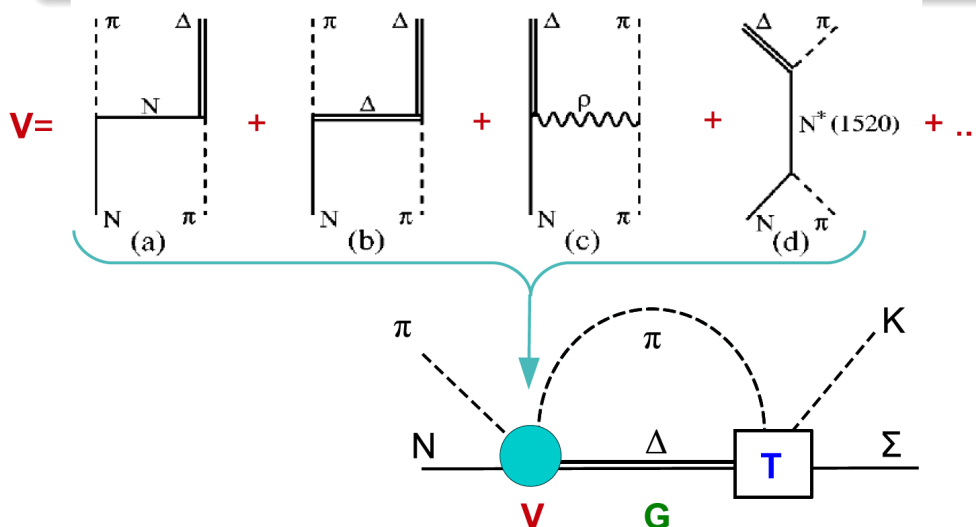 π Δ π Δ Δ Δ π
V= N + Δ + ρ + N* (1520) + ..
N π N π N N π
(a) (b) (c) (d)
π π K
N Δ T Σ
V G